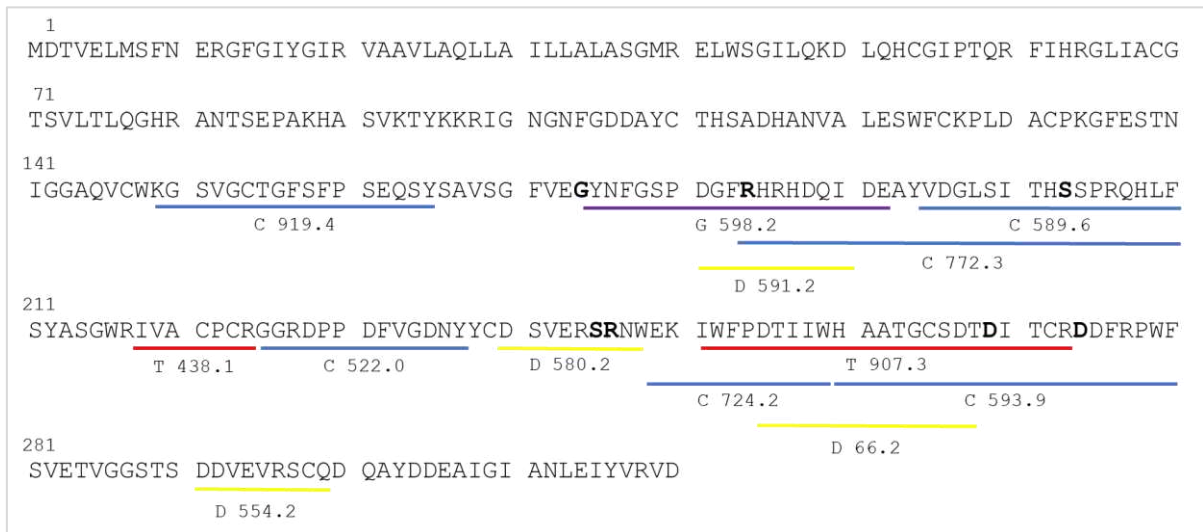 1
MDTVELMSFN ERGFGIYGIR VAAVLAQLLA ILLALASGMR ELWSGILQKD LQHCGIPTQR FIHRGLIACG
71
TSVLTLQGHR ANTSEPAKHA SVKTYKKRIG NGNFGDDAYC THSADHANVA LESWFCKPLD ACPKGFESTN
141
IGGAQVCWKG SVGCTGFSFP SEQSYSAVSG FVEGYNFGSP DGFRHRHDQI DEAYVDGLSI THSSPRQHLF
C 919.4 G 598.2 C 589.6
C 772.3
D 591.2
211
SYASGWRIVA CPCRGGRDPP DFVGDNYYCD SVERSRNWEK IWFPDTIIWH AATGCSDTDI TCRDDFRPWF
T 438.1 C 522.0 D 580.2 T 907.3
C 724.2 C 593.9
D 66.2
281
SVETVGGSTS DDVEVRSCQD QAYDDEAIGI ANLEIYVRVD
D 554.2